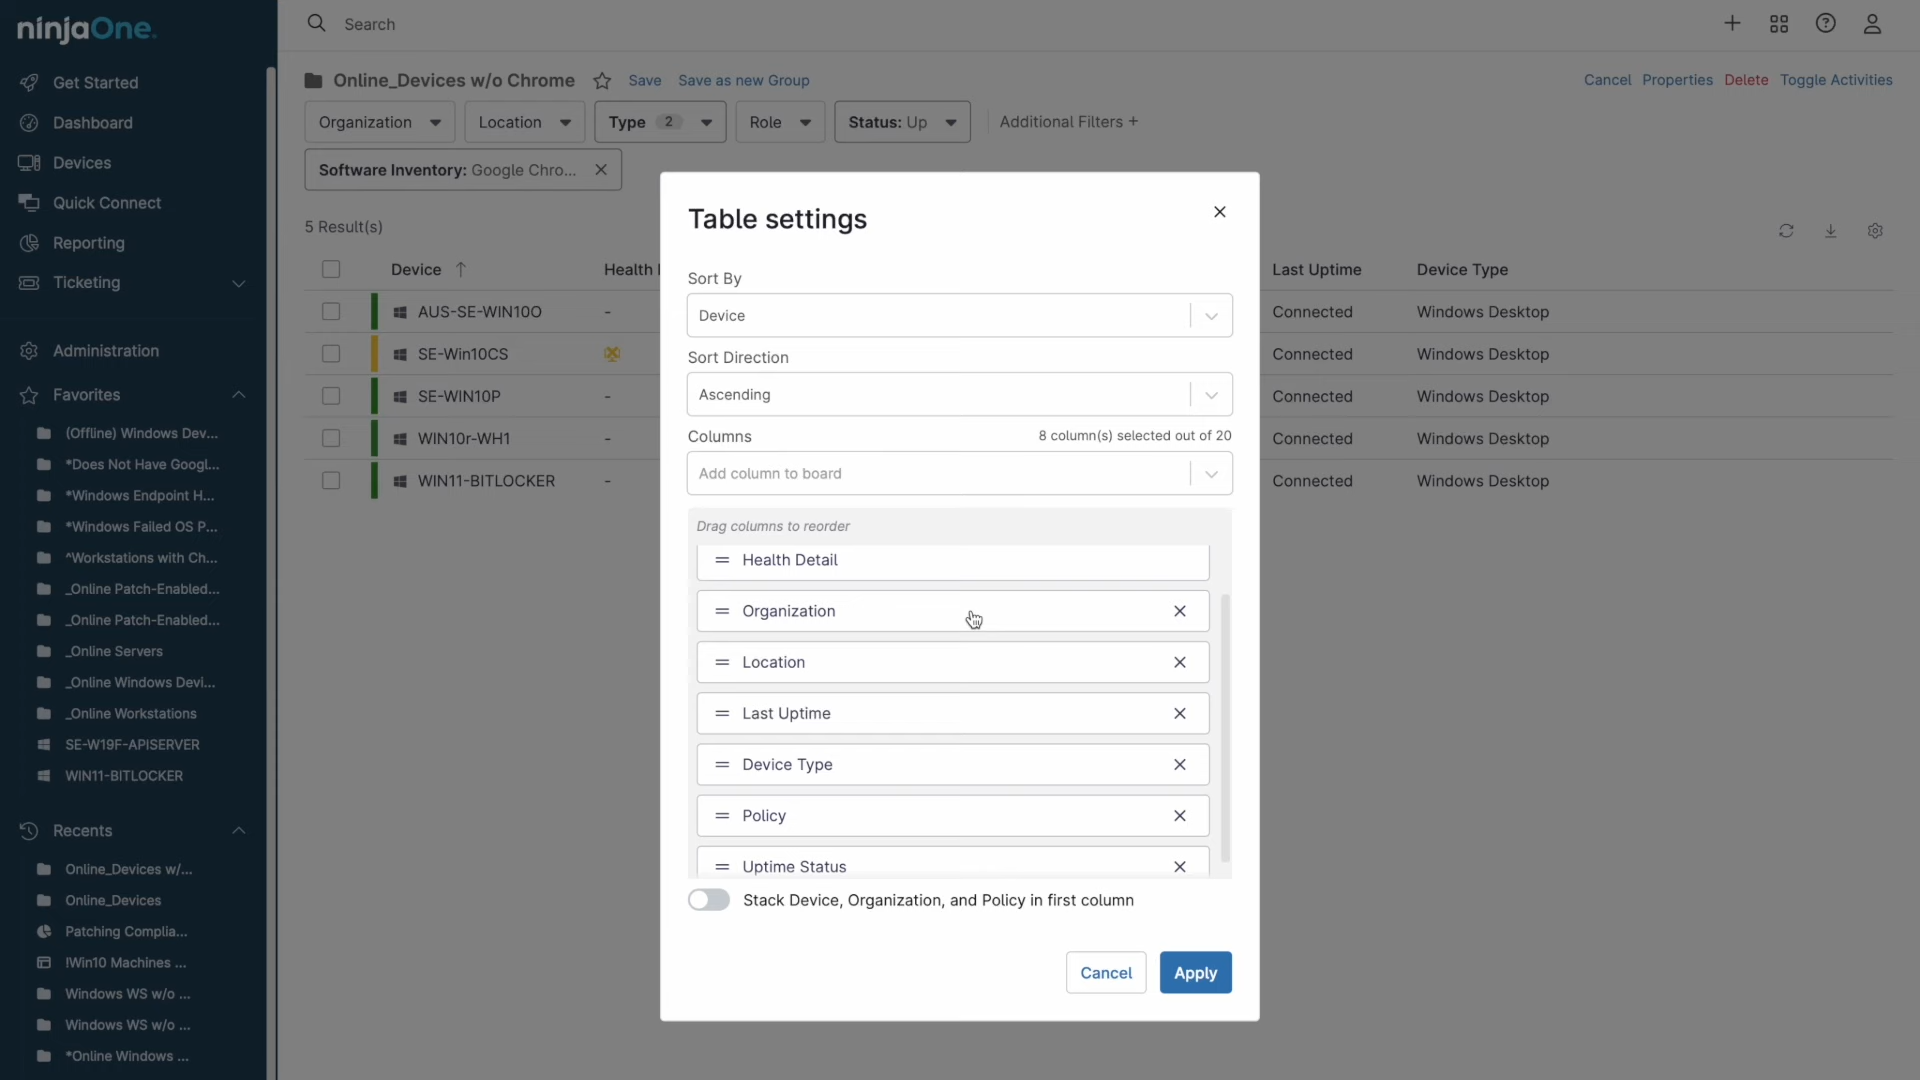 ninjaOne.
Search
Get Started
Dashboard
Devices
Quick Connect
Reporting
Ticketing
Administration
Favorites
(Offline) Windows Dev...
*Does Not Have Googl...
*Windows Endpoint H...
*Windows Failed OS P...
^Workstations with Ch...
_Online Patch-Enabled...
_Online Patch-Enabled...
_Online Servers
_Online Windows Devi...
_Online Workstations
SE-W19F-APISERVER
WIN11-BITLOCKER
Recents
Online_Devices w/...
Online_Devices
Patching Complia...
!Win10 Machines ...
Windows WS w/o ...
Windows WS w/o ...
*Online Windows ...
Online_Devices w/o Chrome Save Save as new Group
Cancel Properties Delete Toggle Activities
Organization Location Type 2 Role Status: Up Additional Filters +
Software Inventory: Google Chro...
5 Result(s)
Device Health Last Uptime Device Type
AUS-SE-WIN10O - Connected Windows Desktop
SE-Win10CS Connected Windows Desktop
SE-WIN10P - Connected Windows Desktop
WIN10r-WH1 - Connected Windows Desktop
WIN11-BITLOCKER - Connected Windows Desktop
Table settings
Sort By
Device
Sort Direction
Ascending
Columns 8 column(s) selected out of 20
Add column to board
Drag columns to reorder
Health Detail
Organization
Location
Last Uptime
Device Type
Policy
Uptime Status
Stack Device, Organization, and Policy in first column
Cancel Apply